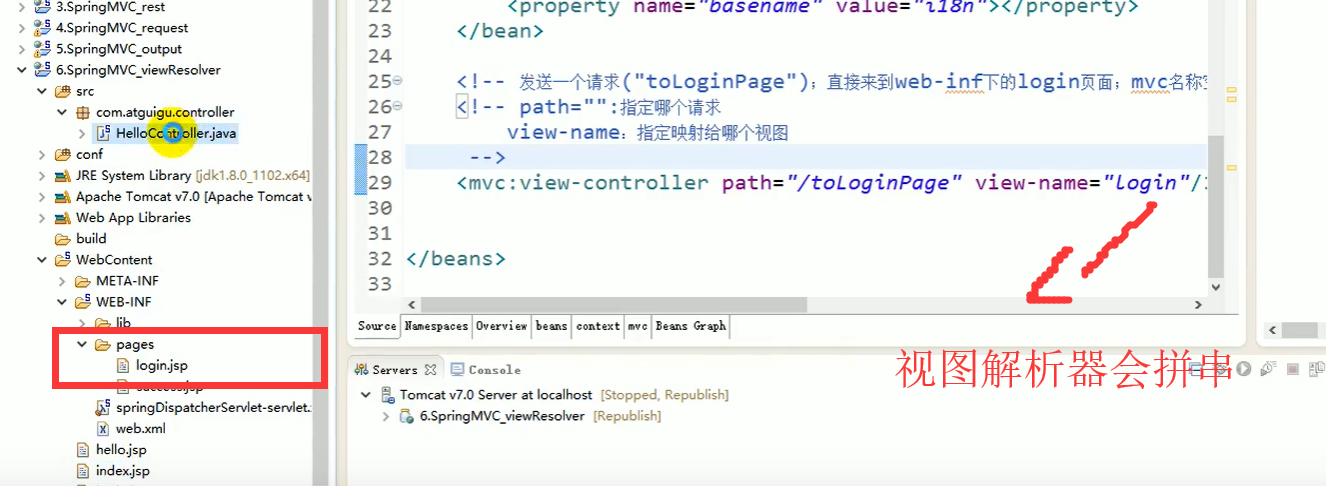 3.SpringMVC_rest
4.SpringMVC_request
5.SpringMVC_output
6.SpringMVC_viewResolver
src
com.atguigu.controller
HelloController.java
conf
JRE System Library [jdk1.8.0_1102.x64]
Apache Tomcat v7.0 [Apache Tomcat v
Web App Libraries
build
WebContent
META-INF
WEB-INF
lib
pages
login.jsp
success.jsp
springDispatcherServlet-servlet.
web.xml
hello.jsp
index.jsp
22 <property name="basename" value="i18n"></property>
23 </bean>
24
25 <!-- 发送一个请求("toLoginPage"); 直接来到web-inf下的login页面; mvc名称空
26 <!-- path="":指定哪个请求
27 view-name: 指定映射给哪个视图
28 -->
29 <mvc:view-controller path="/toLoginPage" view-name="login"/
30
31
32 </beans>
33
Source Namespaces Overview beans context mvc Beans Graph
视图解析器会拼串
Servers Console
Tomcat v7.0 Server at localhost [Stopped, Republish]
6.SpringMVC_viewResolver [Republish]